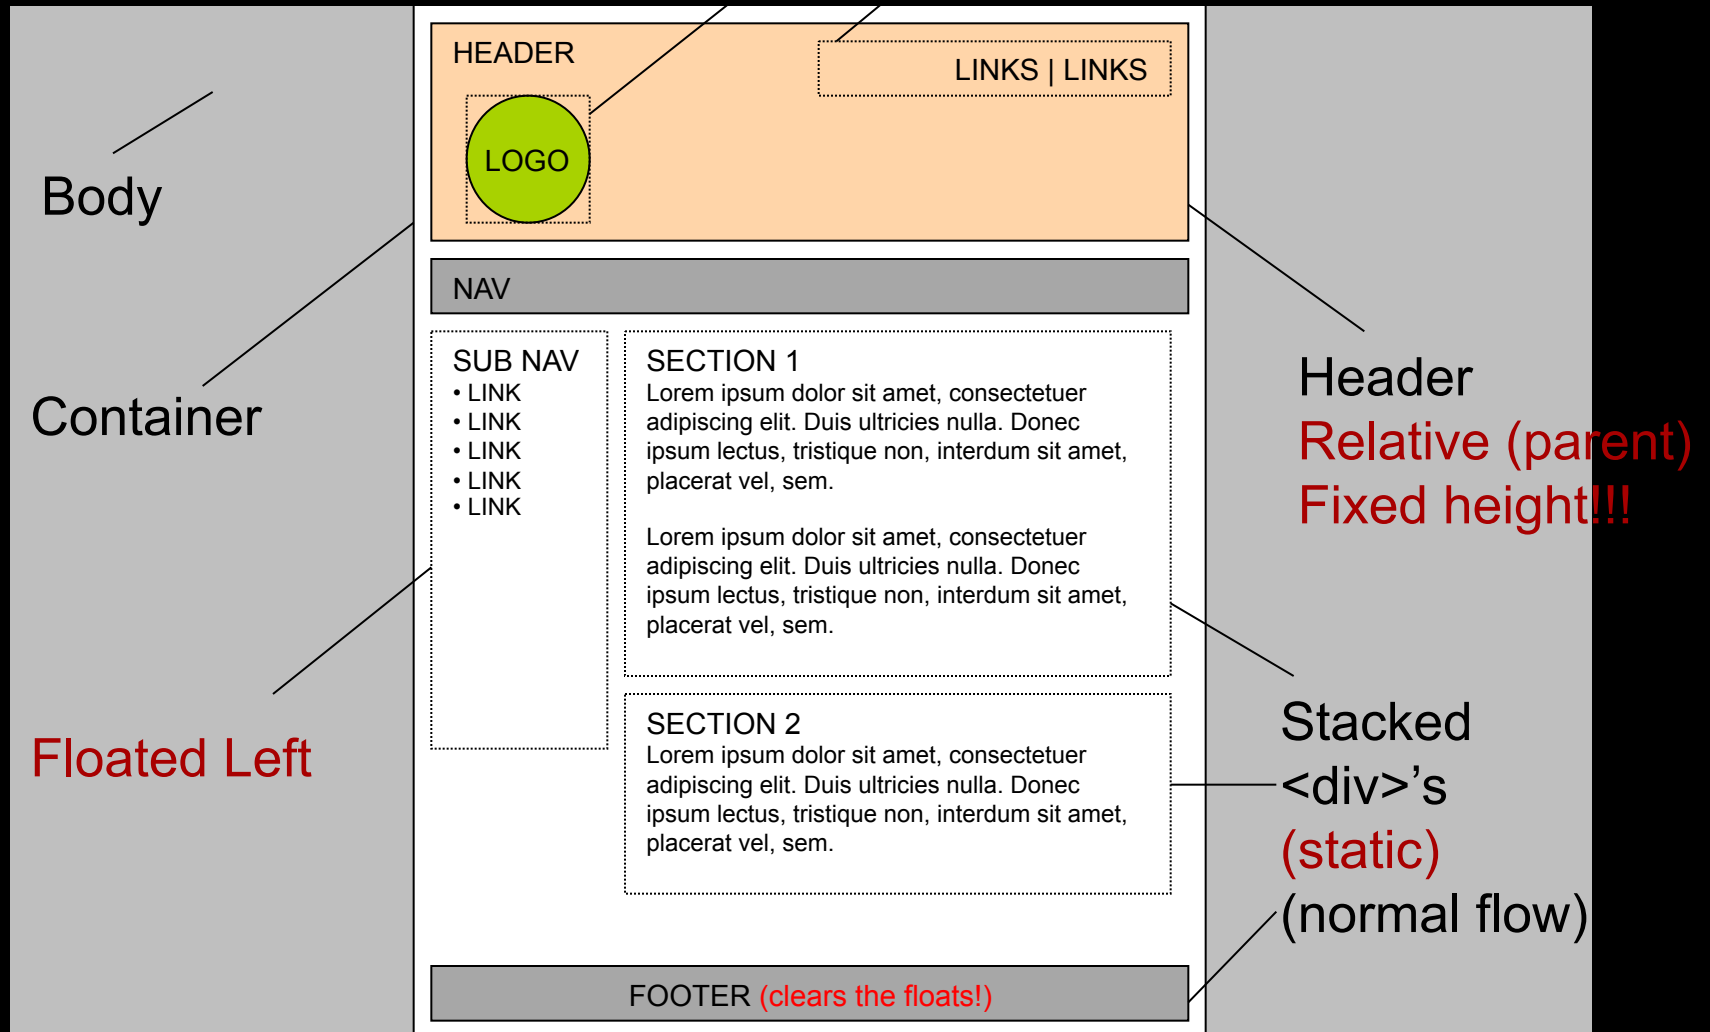 HEADER
LINKS | LINKS
LOGO
Body
NAV
SUB NAV
• LINK
• LINK
• LINK
• LINK
• LINK
SECTION 1
Lorem ipsum dolor sit amet, consectetuer
adipiscing elit. Duis ultricies nulla. Donec
ipsum lectus, tristique non, interdum sit amet,
placerat vel, sem.
Lorem ipsum dolor sit amet, consectetuer
adipiscing elit. Duis ultricies nulla. Donec
ipsum lectus, tristique non, interdum sit amet,
placerat vel, sem.
Container
Header
Relative (parent)
Fixed height!!!
Floated Left
SECTION 2
Lorem ipsum dolor sit amet, consectetuer
adipiscing elit. Duis ultricies nulla. Donec
ipsum lectus, tristique non, interdum sit amet,
placerat vel, sem.
Stacked
<div>’s
(static)
(normal flow)
FOOTER (clears the floats!)